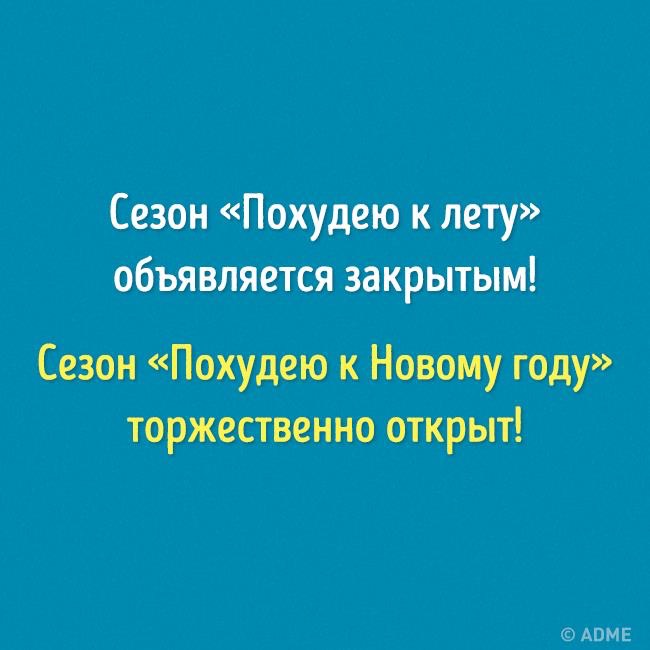 Сезон «Похудею к лету»
объявляется закрытым!
Сезон «Похудею к Новому году»
торжественно открыт!
© ADME